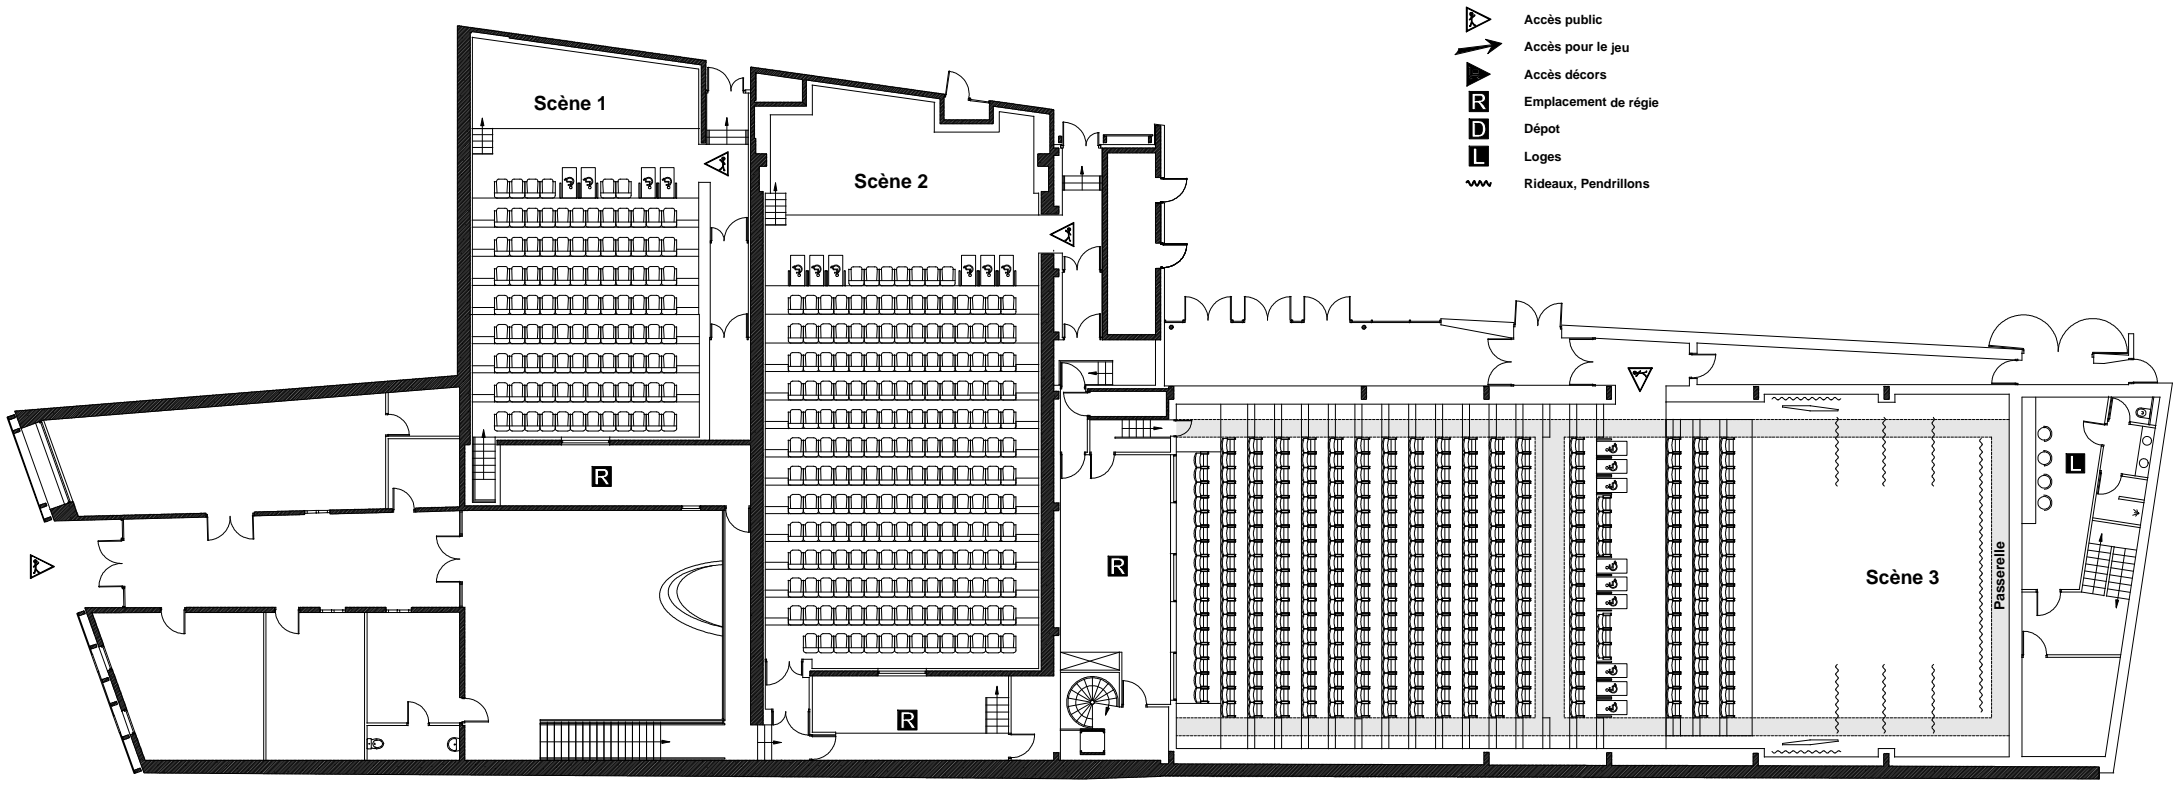 Accès public
Accès pour le jeu
Accès décors
R Emplacement de régie
D Dépot
L Loges
Rideaux, Pendrillons
Scène 1
Scène 2
R
L
R
Passerelle
Scène 3
R